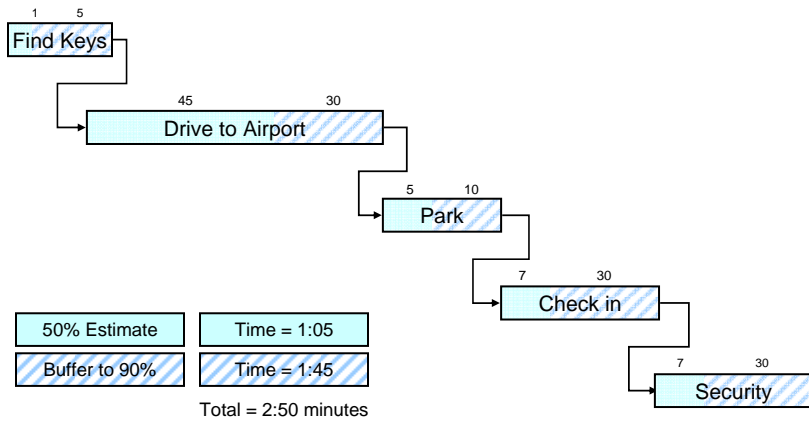 1 5
Find Keys
45 30
Drive to Airport
5 10
Park
7 30
Check in
50% Estimate Time = 1:05
Buffer to 90% Time = 1:45
7 30
Security
Total = 2:50 minutes